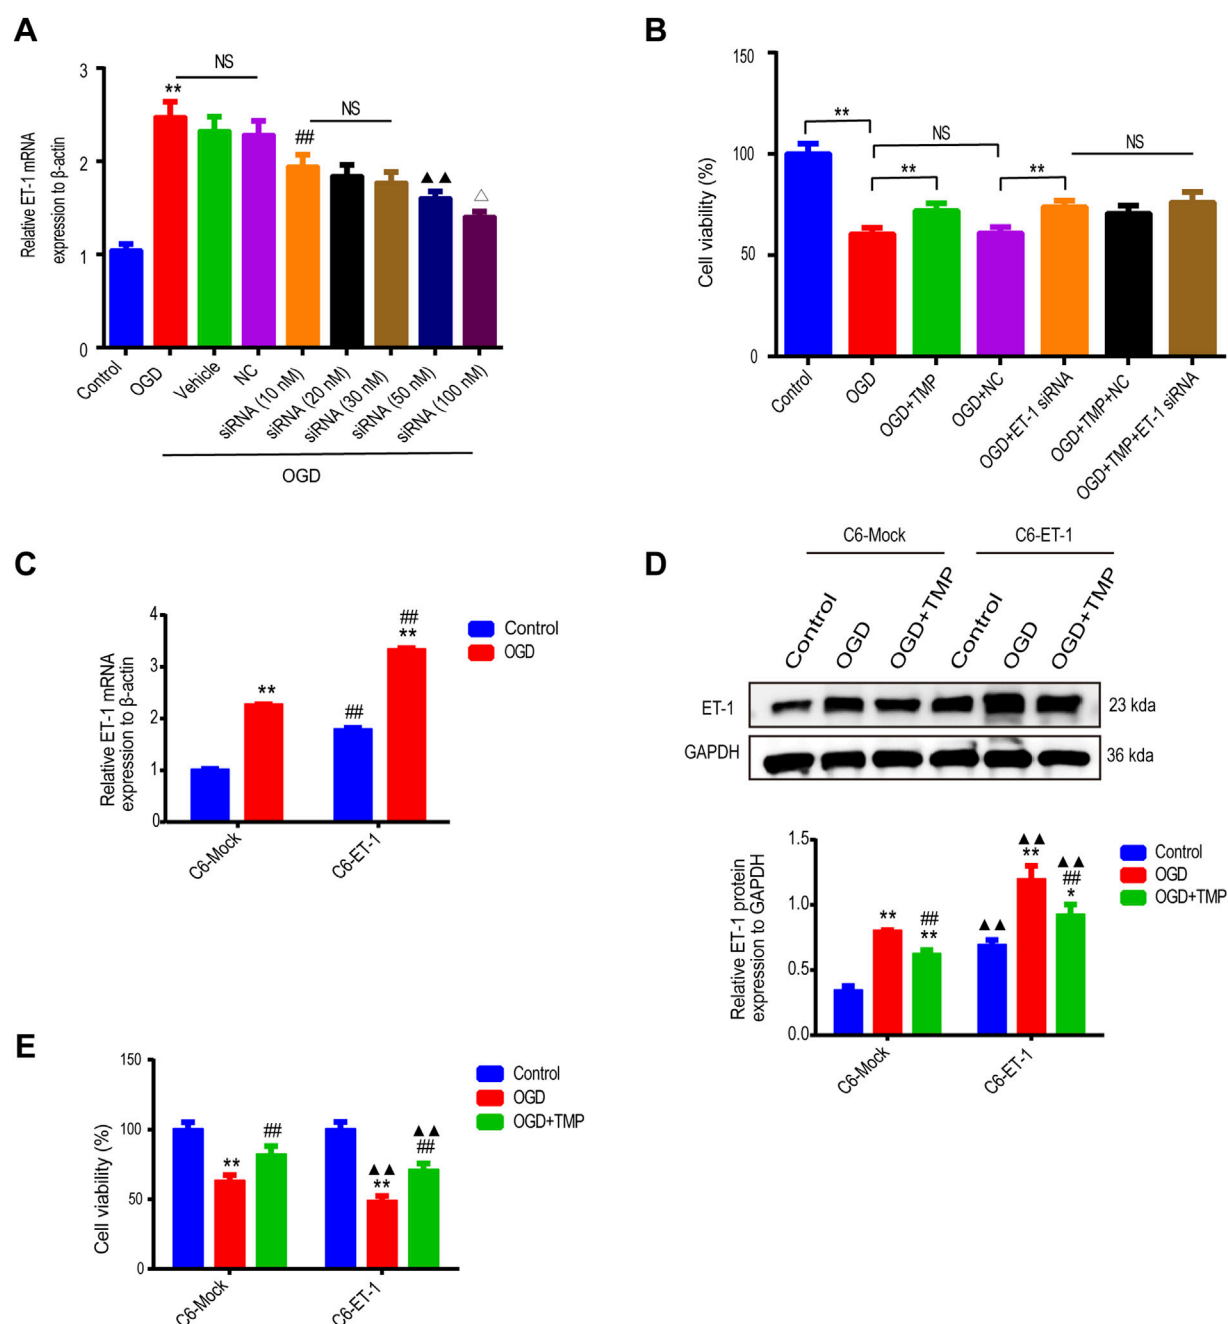 A
Relative ET-1 mRNA
expression to β-actin
3
2
1
0
**
NS
##
NS
▲▲
△
Control
OGD
Vehicle
NC
siRNA (10 nM)
siRNA (20 nM)
siRNA (30 nM)
siRNA (50 nM)
siRNA (100 nM)
OGD
B
Cell viability (%)
150
100
50
0
**
NS
**
**
NS
Control
OGD
OGD+TMP
OGD+NC
OGD+ET-1 siRNA
OGD+TMP+NC
OGD+TMP+ET-1 siRNA
C
Relative ET-1 mRNA
expression to β-actin
4
3
2
1
0
**
##
##
**
C6-Mock
C6-ET-1
Control
OGD
D
C6-Mock
C6-ET-1
Control
OGD
OGD+TMP
Control
OGD
OGD+TMP
ET-1
23 kda
GAPDH
36 kda
Relative ET-1 protein
expression to GAPDH
1.5
1.0
0.5
0.0
**
##
**
▲▲
▲▲
**
▲▲
##
*
C6-Mock
C6-ET-1
Control
OGD
OGD+TMP
E
Cell viability (%)
150
100
50
0
**
##
▲▲
**
▲▲
##
C6-Mock
C6-ET-1
Control
OGD
OGD+TMP